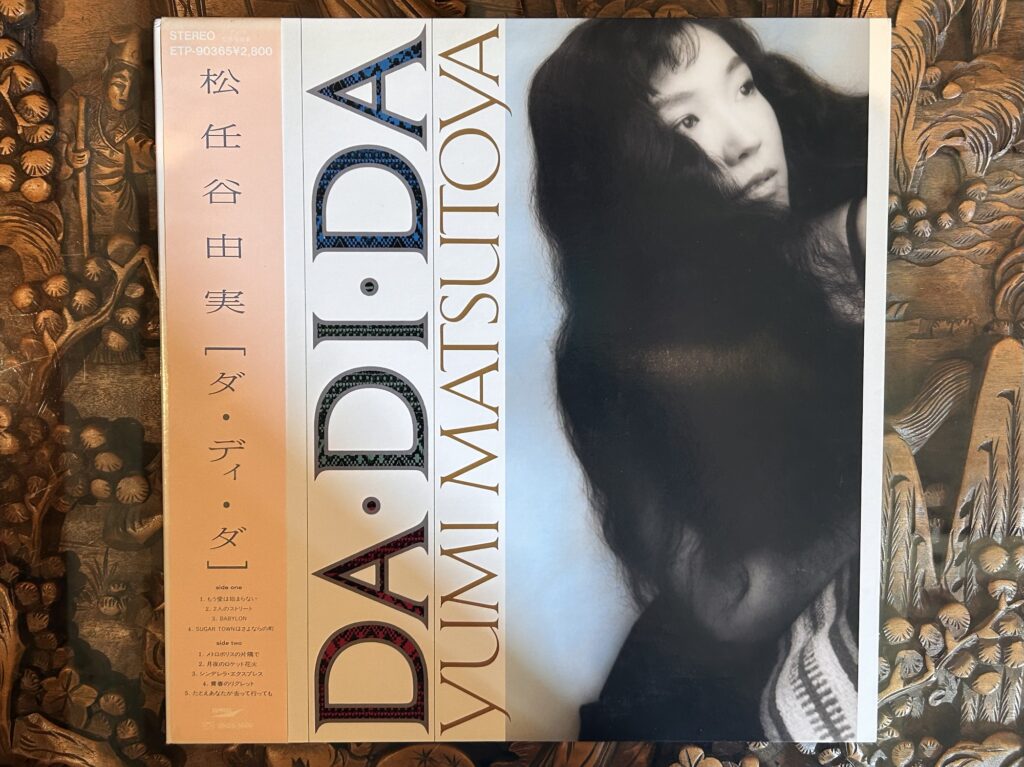 STEREO
ETP-90365¥2,800
松任谷由実[ダ・ディ・ダ]
side one
1. もう愛は始まらない
2. 2人のストリート
3. BABYLON
4. SUGAR TOWNはさよならの町
side two
1. メトロポリスの片隅で
2. 月夜のロケット花火
3. シンデレラ・エクスプレス
4. 青春のリグレット
5. たとえあなたが去って行っても
DA・DI・DA
YUMI MATSUTOYA